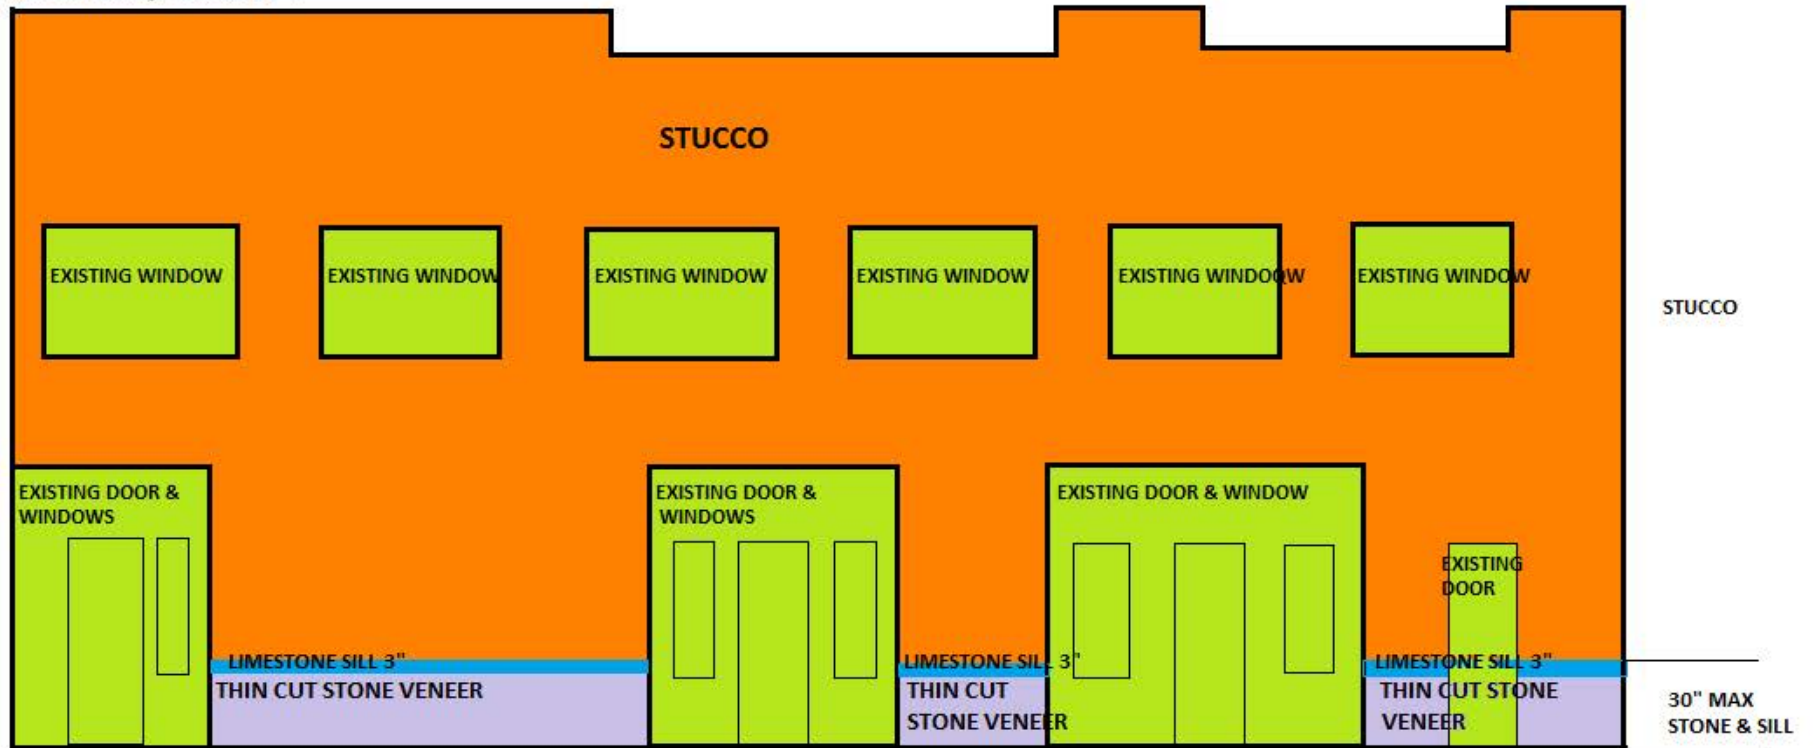 STUCCO
EXISTING WINDOW
EXISTING WINDOW
EXISTING WINDOW
EXISTING WINDOW
EXISTING WINDOQW
EXISTING WINDOW
STUCCO
EXISTING DOOR &
WINDOWS
EXISTING DOOR &
WINDOWS
EXISTING DOOR & WINDOW
EXISTING
DOOR
LIMESTONE SILL 3"
THIN CUT STONE VENEER
LIMESTONE SILL 3"
THIN CUT
STONE VENEER
LIMESTONE SILL 3"
THIN CUT STONE
VENEER
30" MAX
STONE & SILL